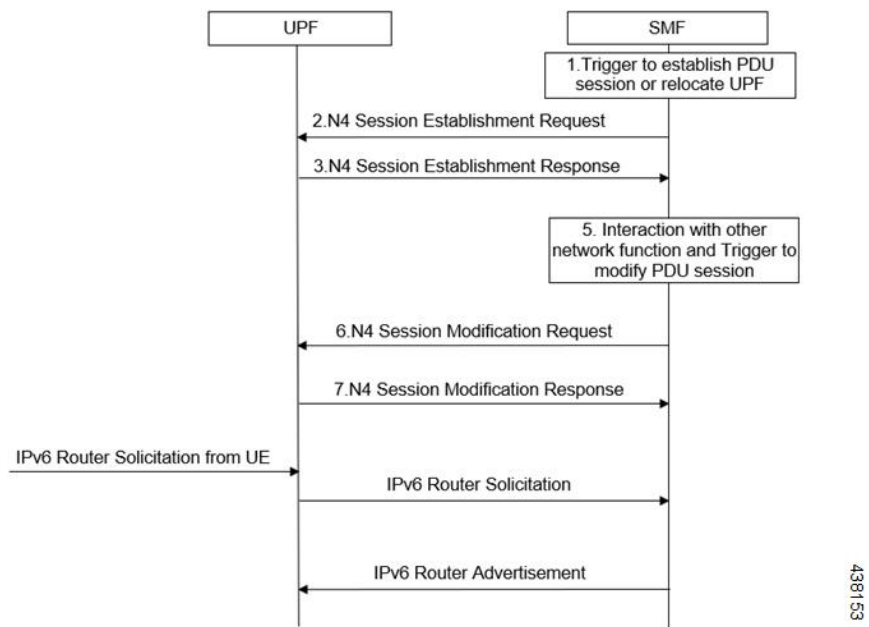 UPF
SMF
1.Trigger to establish PDU
session or relocate UPF
2.N4 Session Establishment Request
3.N4 Session Establishment Response
5. Interaction with other
network function and Trigger to
modify PDU session
6.N4 Session Modification Request
7.N4 Session Modification Response
IPv6 Router Solicitation from UE
IPv6 Router Solicitation
IPv6 Router Advertisement
438153